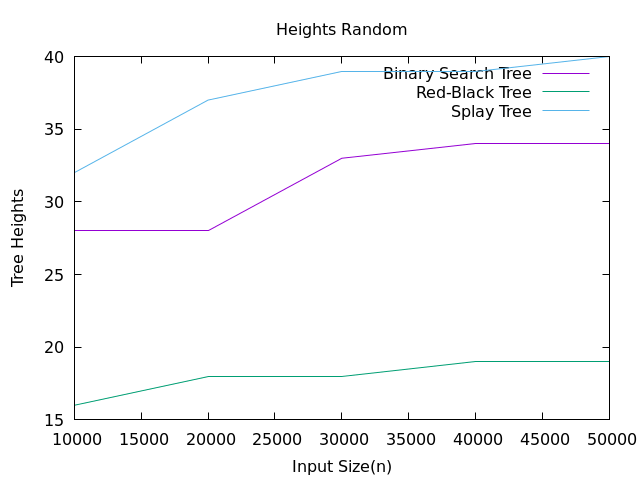 Heights Random
40
35
30
25
20
15
Tree Heights
Binary Search Tree
Red-Black Tree
Splay Tree
10000 15000 20000 25000 30000 35000 40000 45000 50000
Input Size(n)